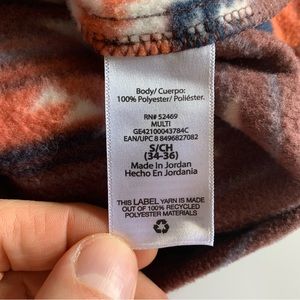 Body/ Cuerpo:
100% Polyester/ Poliéster.
RN# 52469
MULTI
GE42100043784C
EAN/UPC 8 8496827082
S/CH
(34-36)
Made In Jordan
Hecho En Jordania
THIS LABEL YARN IS MADE
OUT OF 100% RECYCLED
POLYESTER MATERIALS